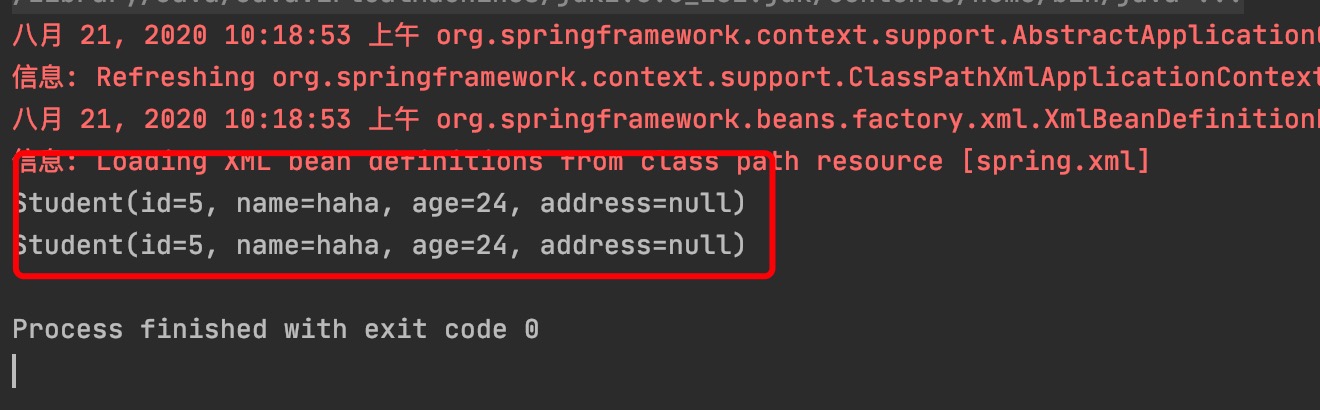 八月 21, 2020 10:18:53 上午 org.springframework.context.support.AbstractApplication
信息: Refreshing org.springframework.context.support.ClassPathXmlApplicationContext
八月 21, 2020 10:18:53 上午 org.springframework.beans.factory.xml.XmlBeanDefinition
信息: Loading XML bean definitions from class path resource [spring.xml]
Student(id=5, name=haha, age=24, address=null)
Student(id=5, name=haha, age=24, address=null)
Process finished with exit code 0